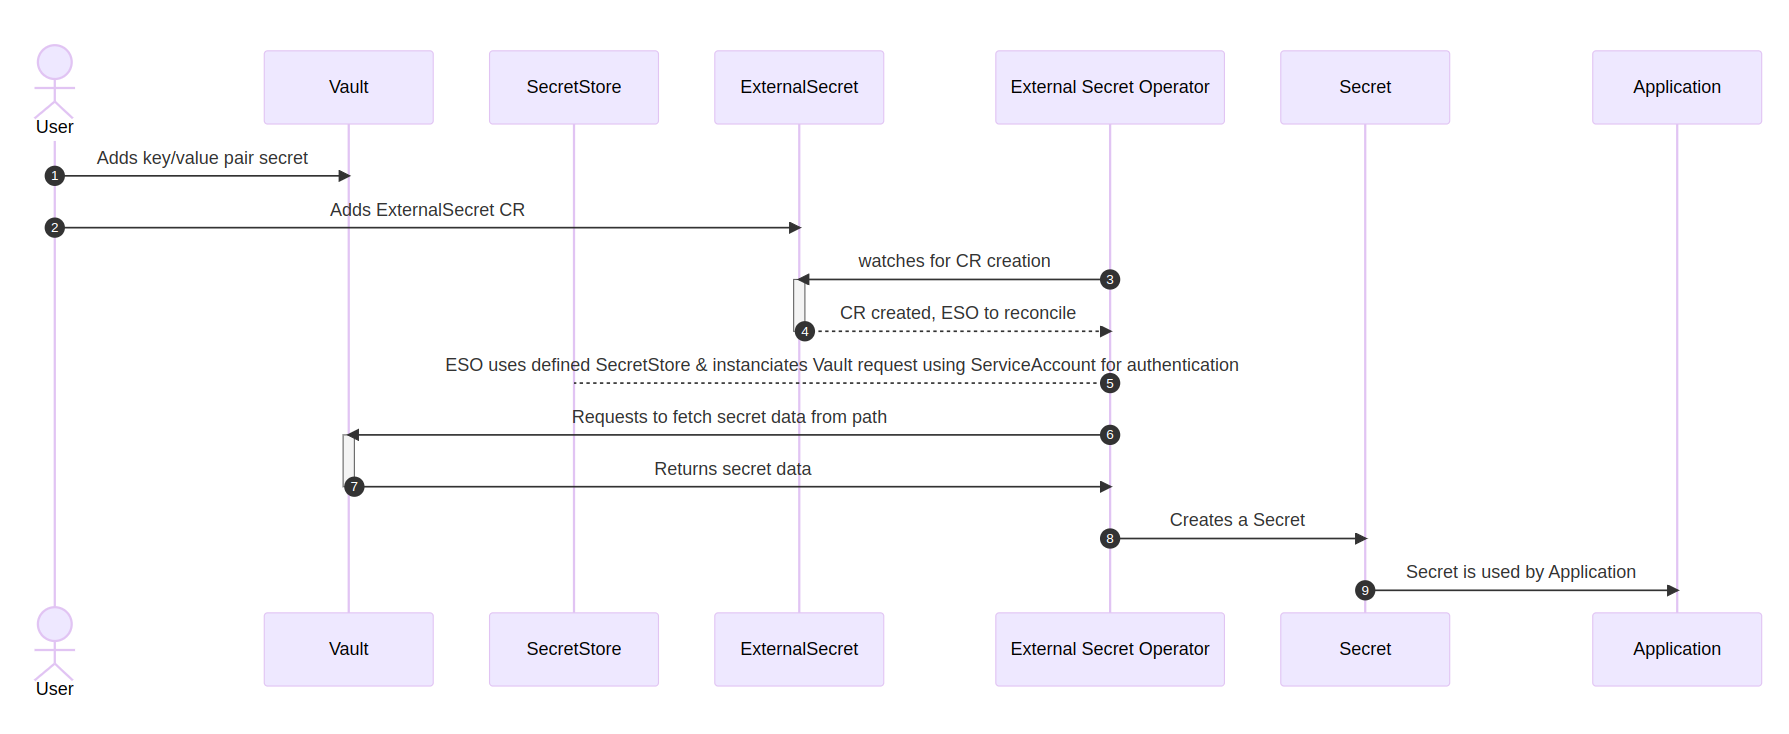 User
Vault
SecretStore
ExternalSecret
External Secret Operator
Secret
Application
Adds key/value pair secret
1
Adds ExternalSecret CR
2
watches for CR creation
3
CR created, ESO to reconcile
4
ESO uses defined SecretStore & instanciates Vault request using ServiceAccount for authentication
5
Requests to fetch secret data from path
6
Returns secret data
7
Creates a Secret
8
Secret is used by Application
9
User
Vault
SecretStore
ExternalSecret
External Secret Operator
Secret
Application